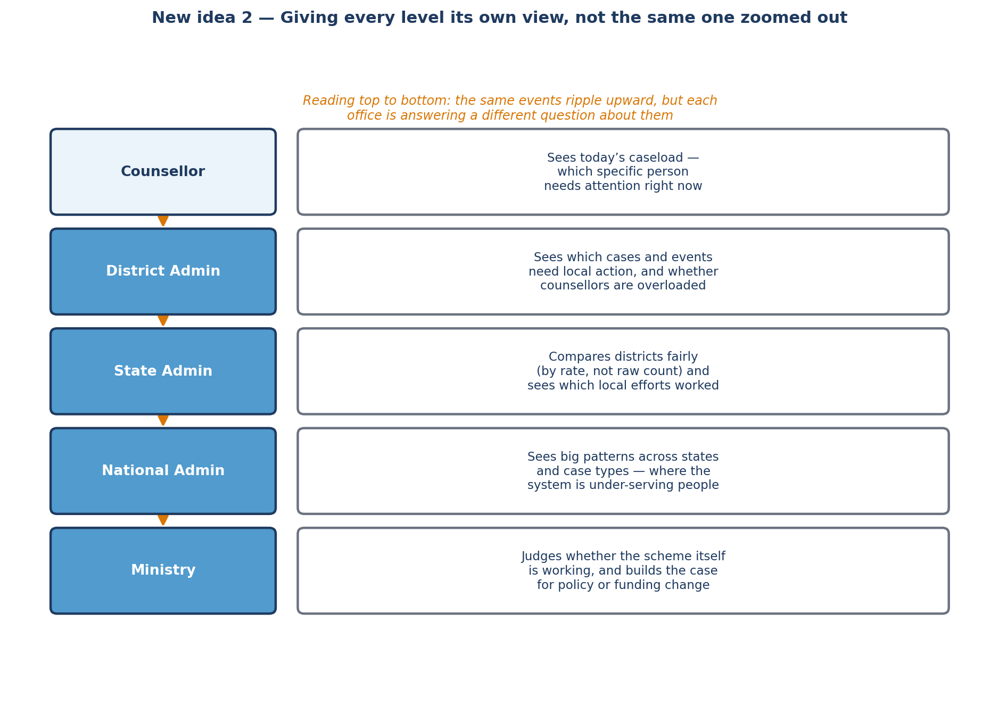 New idea 2 — Giving every level its own view, not the same one zoomed out
Reading top to bottom: the same events ripple upward, but each
office is answering a different question about them
Counsellor
Sees today’s caseload —
which specific person
needs attention right now
District Admin
Sees which cases and events
need local action, and whether
counsellors are overloaded
State Admin
Compares districts fairly
(by rate, not raw count) and
sees which local efforts worked
National Admin
Sees big patterns across states
and case types — where the
system is under-serving people
Ministry
Judges whether the scheme itself
is working, and builds the case
for policy or funding change